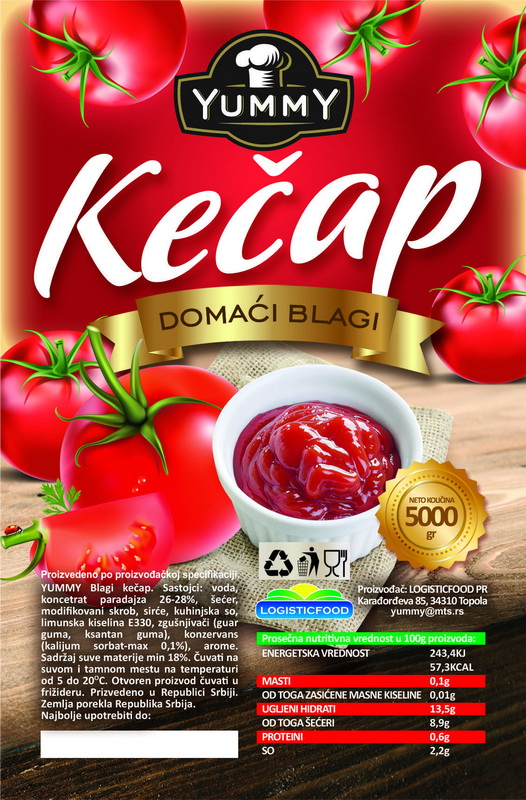 YUMMY
Kečap
DOMAĆI BLAGI
NETO KOLIČINA
5000
gr
Proizvedeno po proizvođačkoj specifikaciji.
YUMMY Blagi kečap. Sastojci: voda,
koncetrat paradajza 26-28%, šećer,
modifikovani skrob, sirće, kuhinjska so,
limunska kiselina E330, zgušnjivači (guar
guma, ksantan guma), konzervans
(kalijum sorbat-max 0,1%), arome.
Sadržaj suve materije min 18%. Čuvati na
suvom i tamnom mestu na temperaturi
od 5 do 20°C. Otvoren proizvod čuvati u
frižideru. Prizvedeno u Republici Srbiji.
Zemlja porekla Republika Srbija.
Najbolje upotrebiti do:
LOGISTICFOOD
Proizvođač: LOGISTICFOOD PR
Karađorđeva 85, 34310 Topola
yummy@mts.rs
Prosečna nutritivna vrednost u 100g proizvoda:
ENERGETSKA VREDNOST 243,4KJ
57,3KCAL
MASTI 0,1g
OD TOGA ZASIĆENE MASNE KISELINE 0,01g
UGLJENI HIDRATI 13,5g
OD TOGA ŠEĆERI 8,9g
PROTEINI 0,6g
SO 2,2g